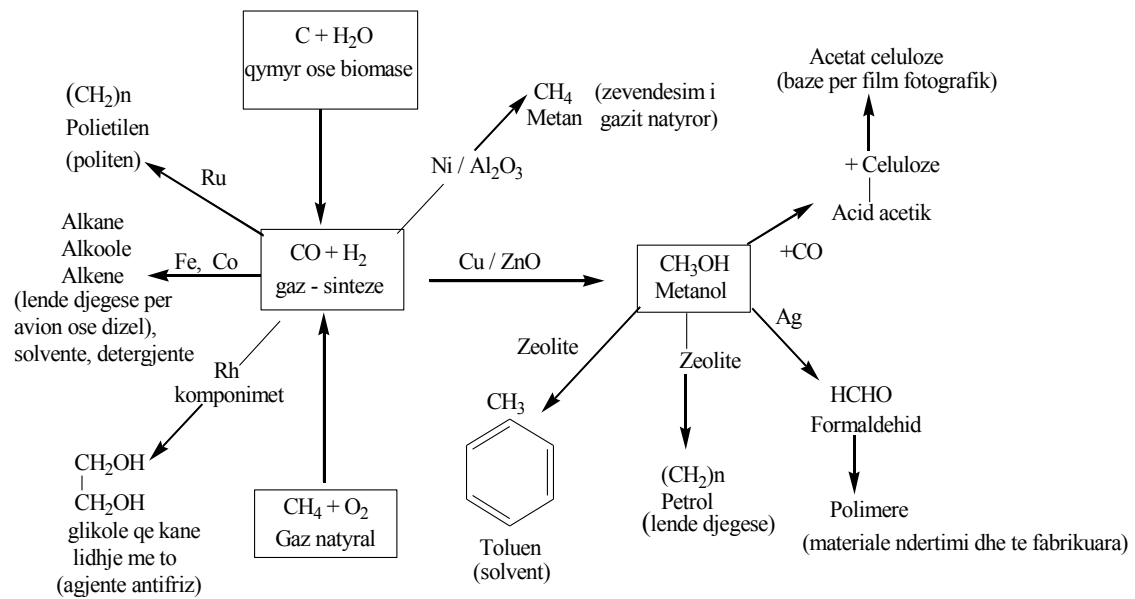 C + H₂O
qymyr ose biomase
(CH₂)n
Polietilen
(politen)
Ru
CH₄ (zevendesim i
Metan gazit natyror)
Ni / Al₂O₃
Acetat celuloze
(baze per film fotografik)
+ Celuloze
Acid acetik
+CO
Alkane
Alkoole
Alkene
(lende djegese per
avion ose dizel),
solvente, detergjente
Fe, Co
CO + H₂
gaz - sinteze
Cu / ZnO
CH₃OH
Metanol
Rh
komponimet
CH₂OH
CH₂OH
glikole qe kane
lidhje me to
(agjente antifriz)
CH₄ + O₂
Gaz natyral
Zeolite
CH₃
Toluen
(solvent)
Zeolite
(CH₂)n
Petrol
(lende djegese)
Ag
HCHO
Formaldehid
Polimere
(materiale ndertimi dhe te fabrikuara)